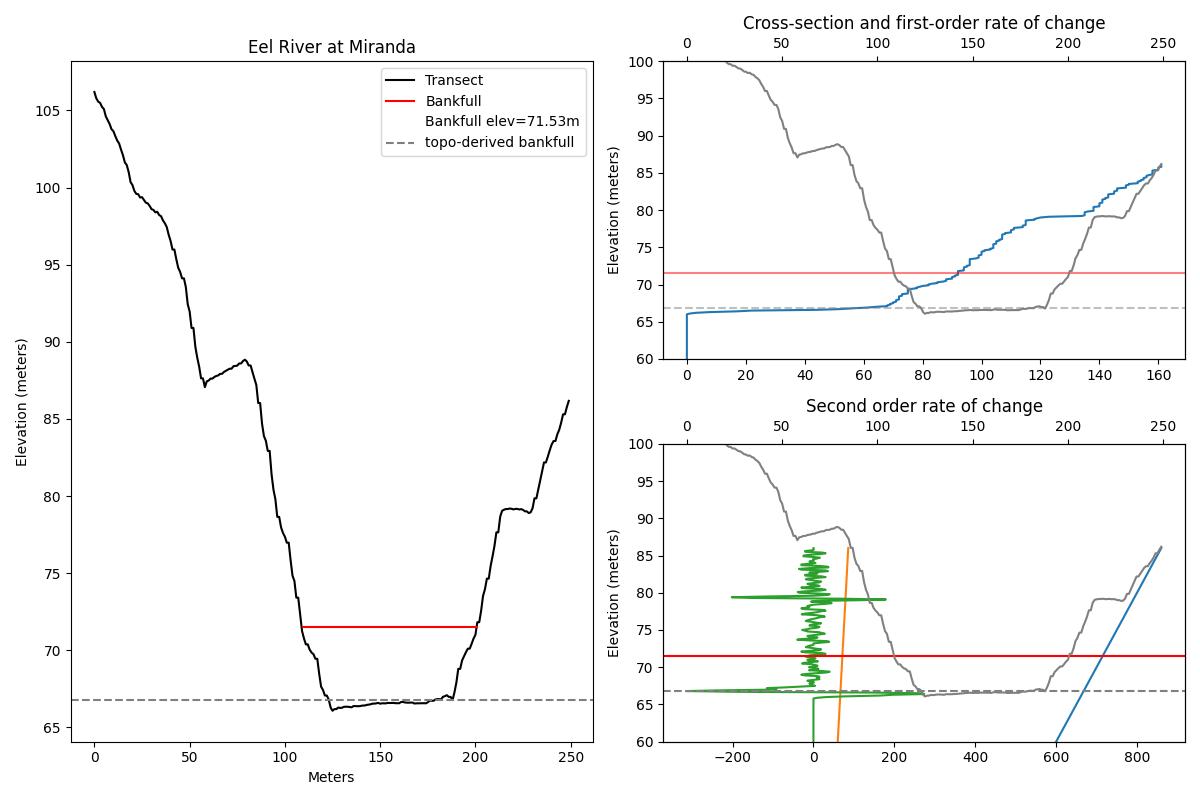 Eel River at Miranda
Elevation (meters)
105
100
95
90
85
80
75
70
65
0 50 100 150 200 250
Meters
Transect
Bankfull
Bankfull elev=71.53m
topo-derived bankfull
Cross-section and first-order rate of change
0 50 100 150 200 250
Elevation (meters)
100
95
90
85
80
75
70
65
60
0 20 40 60 80 100 120 140 160
Second order rate of change
0 50 100 150 200 250
Elevation (meters)
100
95
90
85
80
75
70
65
60
−200 0 200 400 600 800